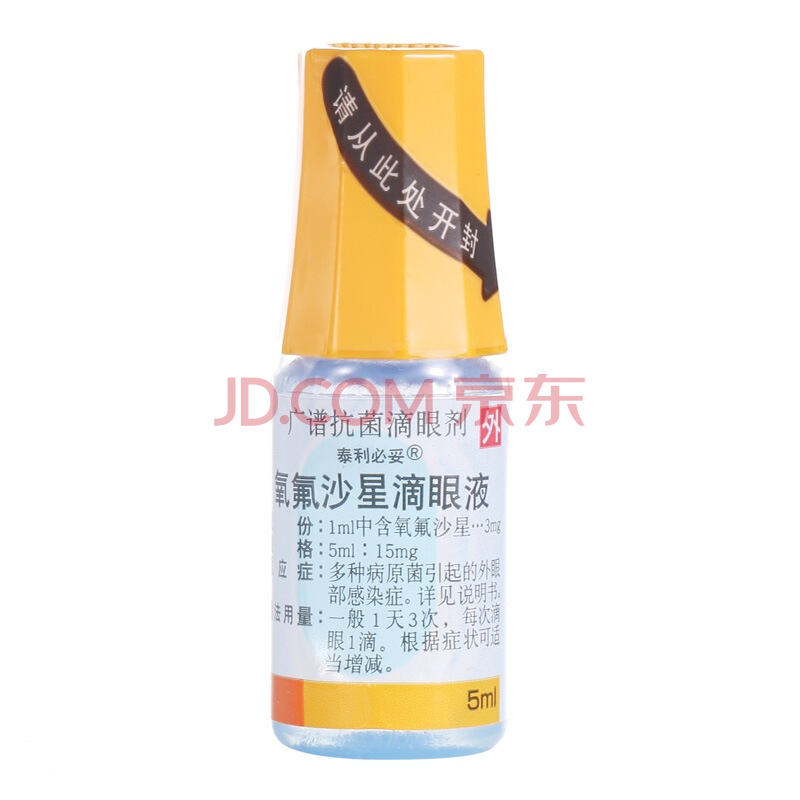 请从此处开封
JD.COM 京东
广谱抗菌滴眼剂 外
泰利必妥®
氧氟沙星滴眼液
份:1ml中含氧氟沙星…3mg
格:5ml:15mg
应症:多种病原菌引起的外眼
部感染症。详见说明书。
法用量:一般1天3次,每次滴
眼1滴。根据症状可适
当增减。
5ml